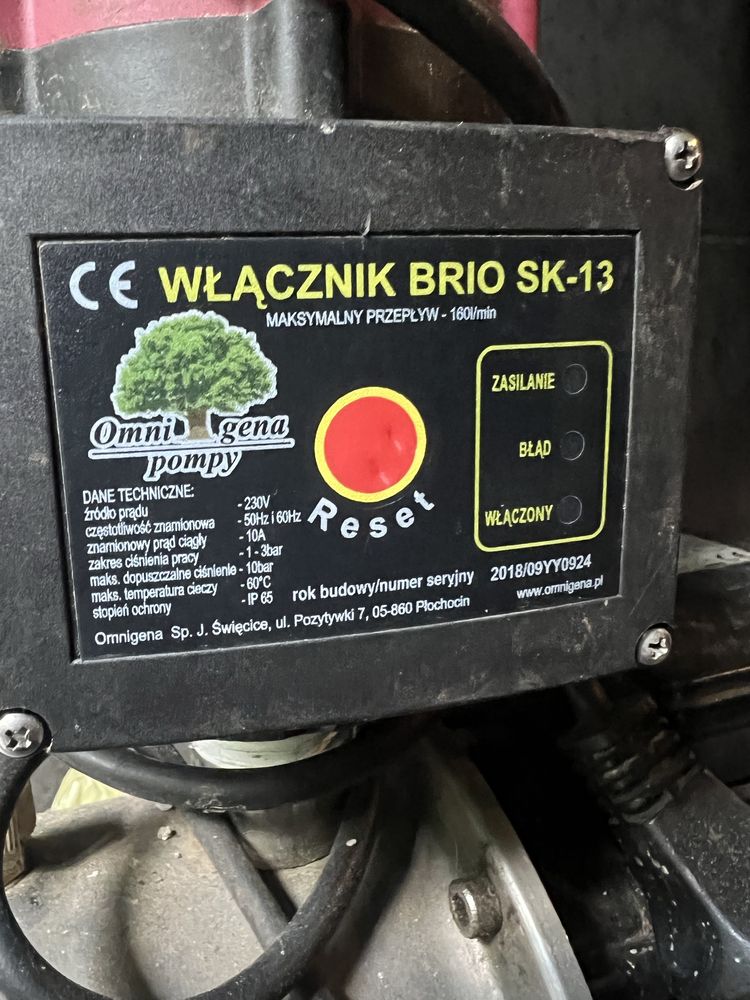 CE WŁĄCZNIK BRIO SK-13
MAKSYMALNY PRZEPŁYW - 160l/min
Omnigena
pompy
Reset
ZASILANIE
BŁĄD
WŁĄCZONY
DANE TECHNICZNE:
źródło prądu - 230V
częstotliwość znamionowa - 50Hz i 60Hz
znamionowy prąd ciągły - 10A
zakres ciśnienia pracy - 1 - 3bar
maks. dopuszczalne ciśnienie - 10bar
maks. temperatura cieczy - 60°C
stopień ochrony - IP 65
rok budowy/numer seryjny 2018/09YY0924
www.omnigena.pl
Omnigena Sp. J. Święcice, ul. Pozytywki 7, 05-860 Płochocin